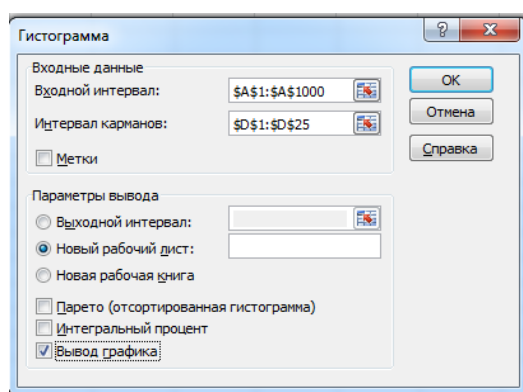 Гистограмма
Входные данные
Входной интервал:
$A$1:$A$1000
Интервал карманов:
$D$1:$D$25
Метки
OK
Отмена
Справка
Параметры вывода
Выходной интервал:
Новый рабочий лист:
Новая рабочая книга
Парето (отсортированная гистограмма)
Интегральный процент
Вывод графика